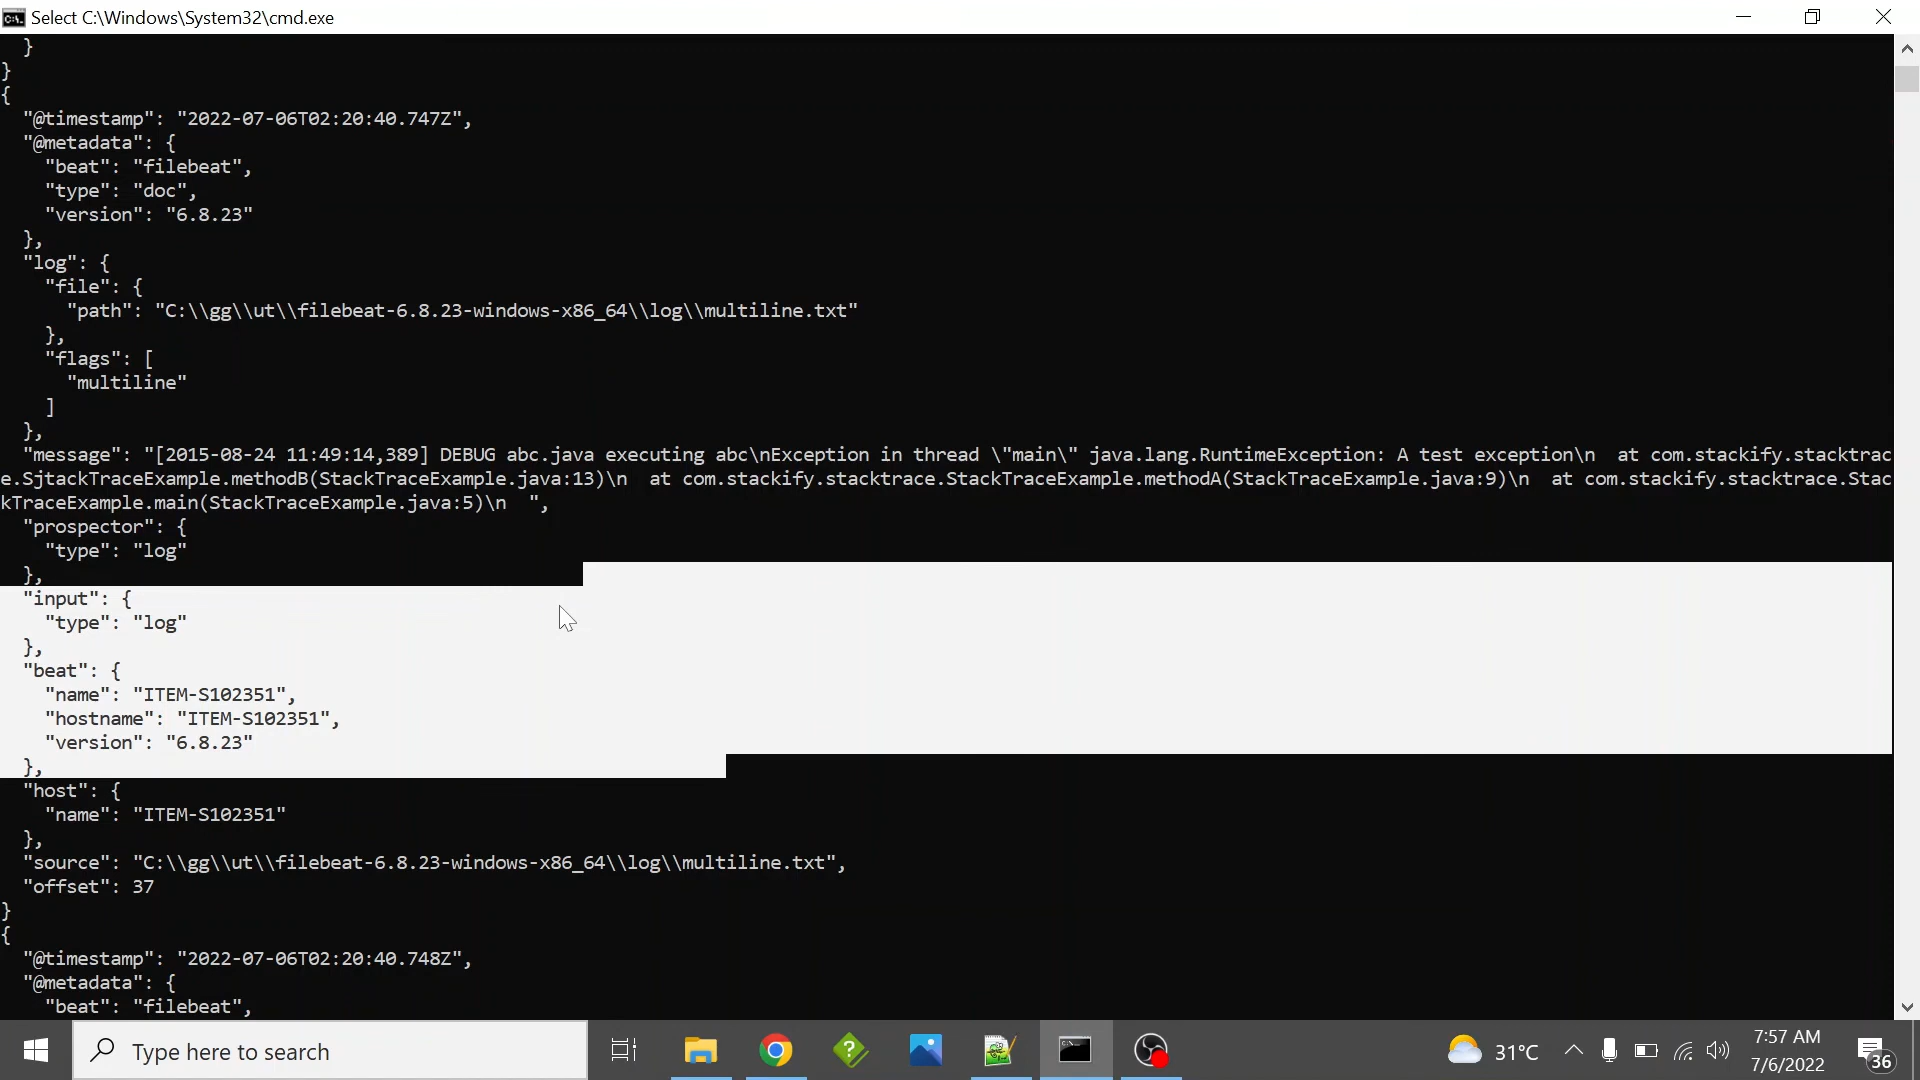 Select C:\Windows\System32\cmd.exe
  }
}
{
  "@timestamp": "2022-07-06T02:20:40.747Z",
  "@metadata": {
    "beat": "filebeat",
    "type": "doc",
    "version": "6.8.23"
  },
  "log": {
    "file": {
      "path": "C:\\gg\\ut\\filebeat-6.8.23-windows-x86_64\\log\\multiline.txt"
    },
    "flags": [
      "multiline"
    ]
  },
  "message": "[2015-08-24 11:49:14,389] DEBUG abc.java executing abc\nException in thread \"main\" java.lang.RuntimeException: A test exception\n  at com.stackify.stacktrac
e.SjtackTraceExample.methodB(StackTraceExample.java:13)\n  at com.stackify.stacktrace.StackTraceExample.methodA(StackTraceExample.java:9)\n  at com.stackify.stacktrace.Stac
kTraceExample.main(StackTraceExample.java:5)\n  ",
  "prospector": {
    "type": "log"
  },
  "input": {
    "type": "log"
  },
  "beat": {
    "name": "ITEM-S102351",
    "hostname": "ITEM-S102351",
    "version": "6.8.23"
  },
  "host": {
    "name": "ITEM-S102351"
  },
  "source": "C:\\gg\\ut\\filebeat-6.8.23-windows-x86_64\\log\\multiline.txt",
  "offset": 37
}
{
  "@timestamp": "2022-07-06T02:20:40.748Z",
  "@metadata": {
    "beat": "filebeat",
Type here to search
31°C
7:57 AM
7/6/2022
36